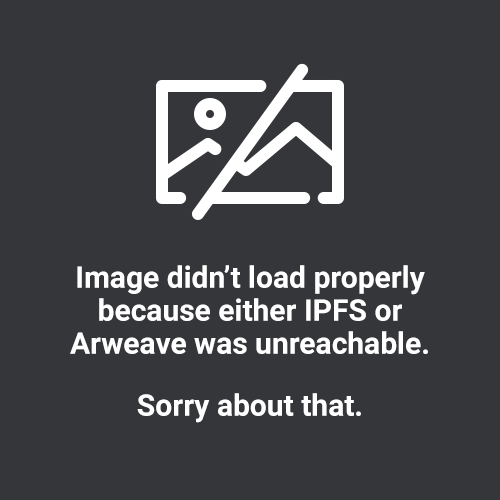 Image didn’t load properly
because either IPFS or
Arweave was unreachable.
Sorry about that.